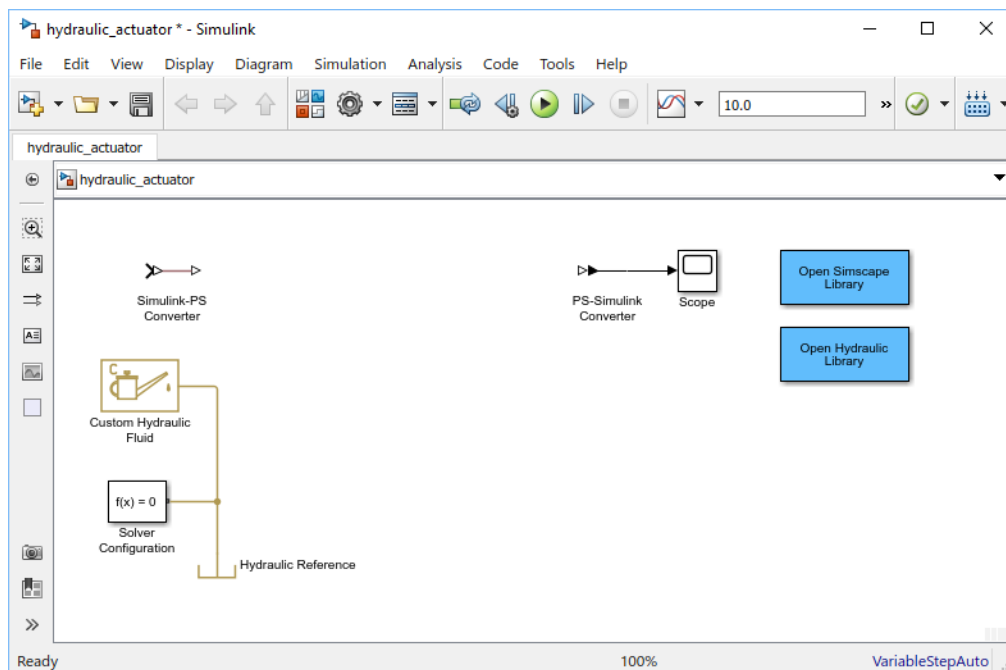 hydraulic_actuator * - Simulink
File Edit View Display Diagram Simulation Analysis Code Tools Help
10.0
hydraulic_actuator
hydraulic_actuator
Simulink-PS
Converter
PS-Simulink
Converter
Scope
Open Simscape
Library
Open Hydraulic
Library
C
Custom Hydraulic
Fluid
f(x) = 0
Solver
Configuration
Hydraulic Reference
Ready
100%
VariableStepAuto